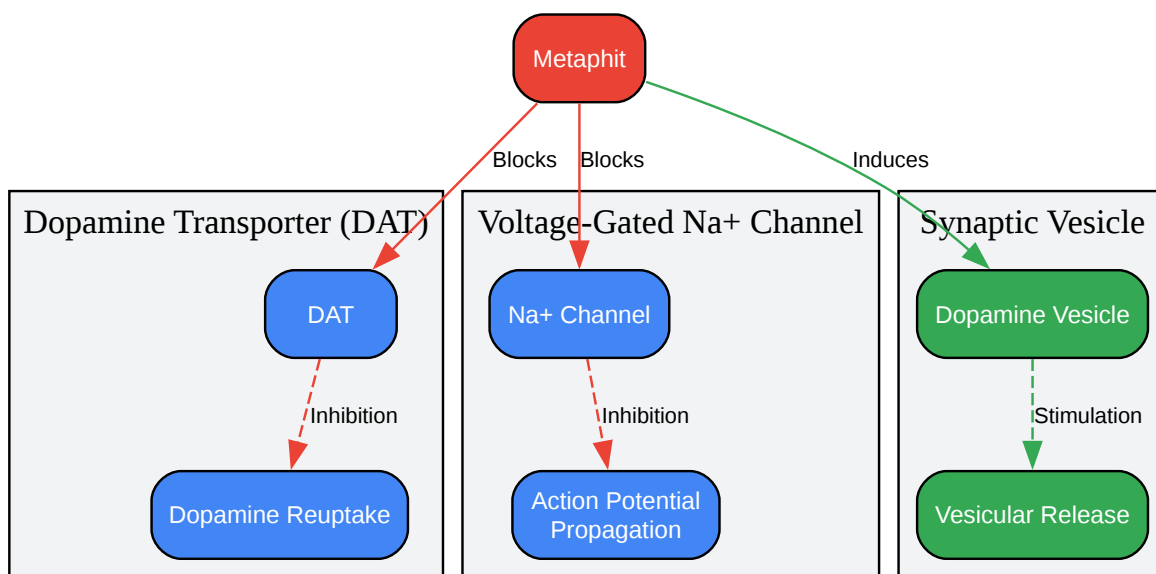 Metaphit
Blocks
Blocks
Induces
Dopamine Transporter (DAT)
Voltage-Gated Na+ Channel
Synaptic Vesicle
DAT
Na+ Channel
Dopamine Vesicle
Inhibition
Inhibition
Stimulation
Dopamine Reuptake
Action Potential
Propagation
Vesicular Release